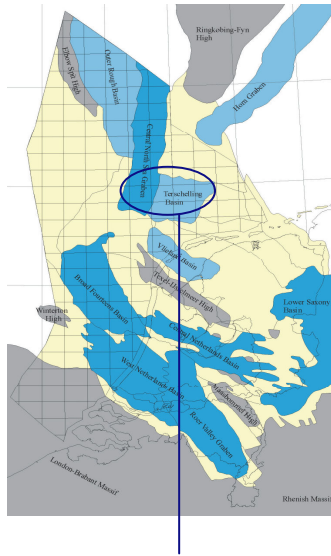 Ringkobing-Fyn
High
Elbow Spit High
Outer Rough Basin
Central North Sea Graben
Horn Graben
Terschelling
Basin
Vlieland Basin
Texel-IJsselmeer High
Broad Fourteens Basin
Lower Saxony
Basin
Winterton
High
Central Netherlands Basin
West Netherlands Basin
Maasbommel High
Roer Valley
Graben
London-Brabant Massif
Rhenish Massif